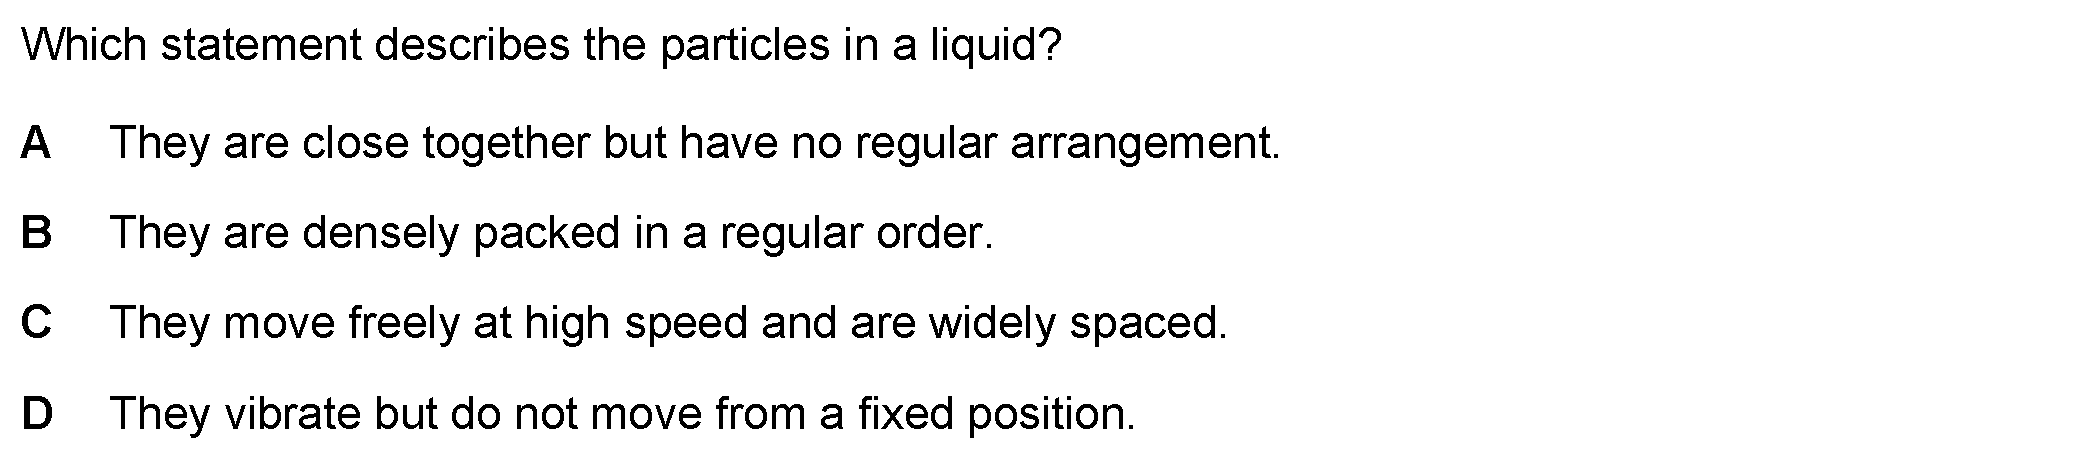 Which statement describes the particles in a liquid?
A They are close together but have no regular arrangement.
B They are densely packed in a regular order.
C They move freely at high speed and are widely spaced.
D They vibrate but do not move from a fixed position.